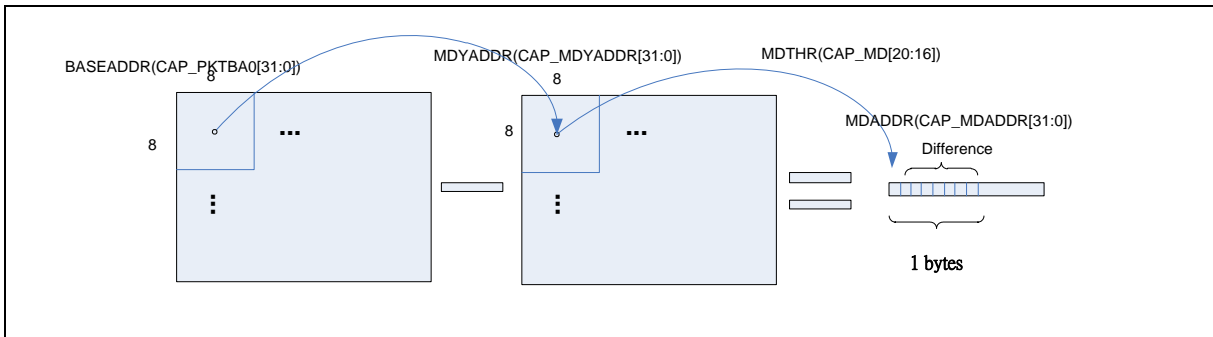 BASEADDR(CAP_PKTBA0[31:0])
8
8
MDYADDR(CAP_MDYADDR[31:0])
8
8
MDTHR(CAP_MD[20:16])
MDADDR(CAP_MDADDR[31:0])
Difference
1 bytes